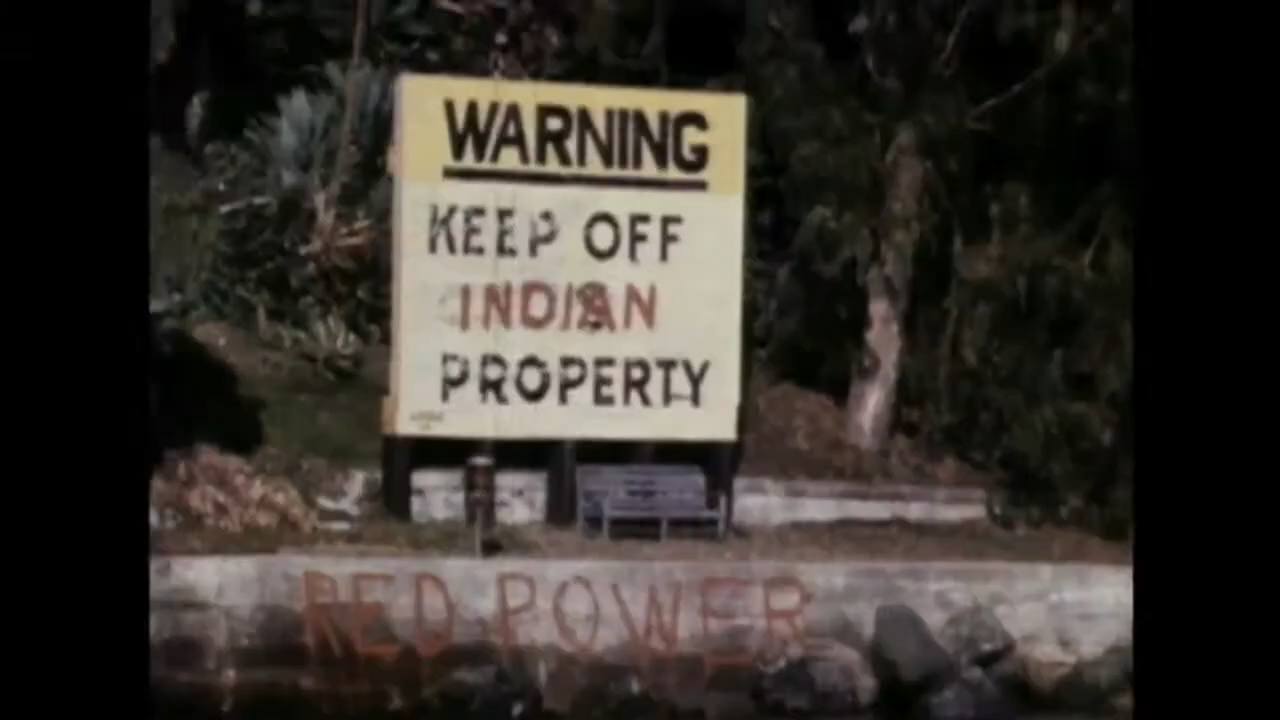 WARNING
KEEP OFF
INDIAN
PROPERTY
RED POWER